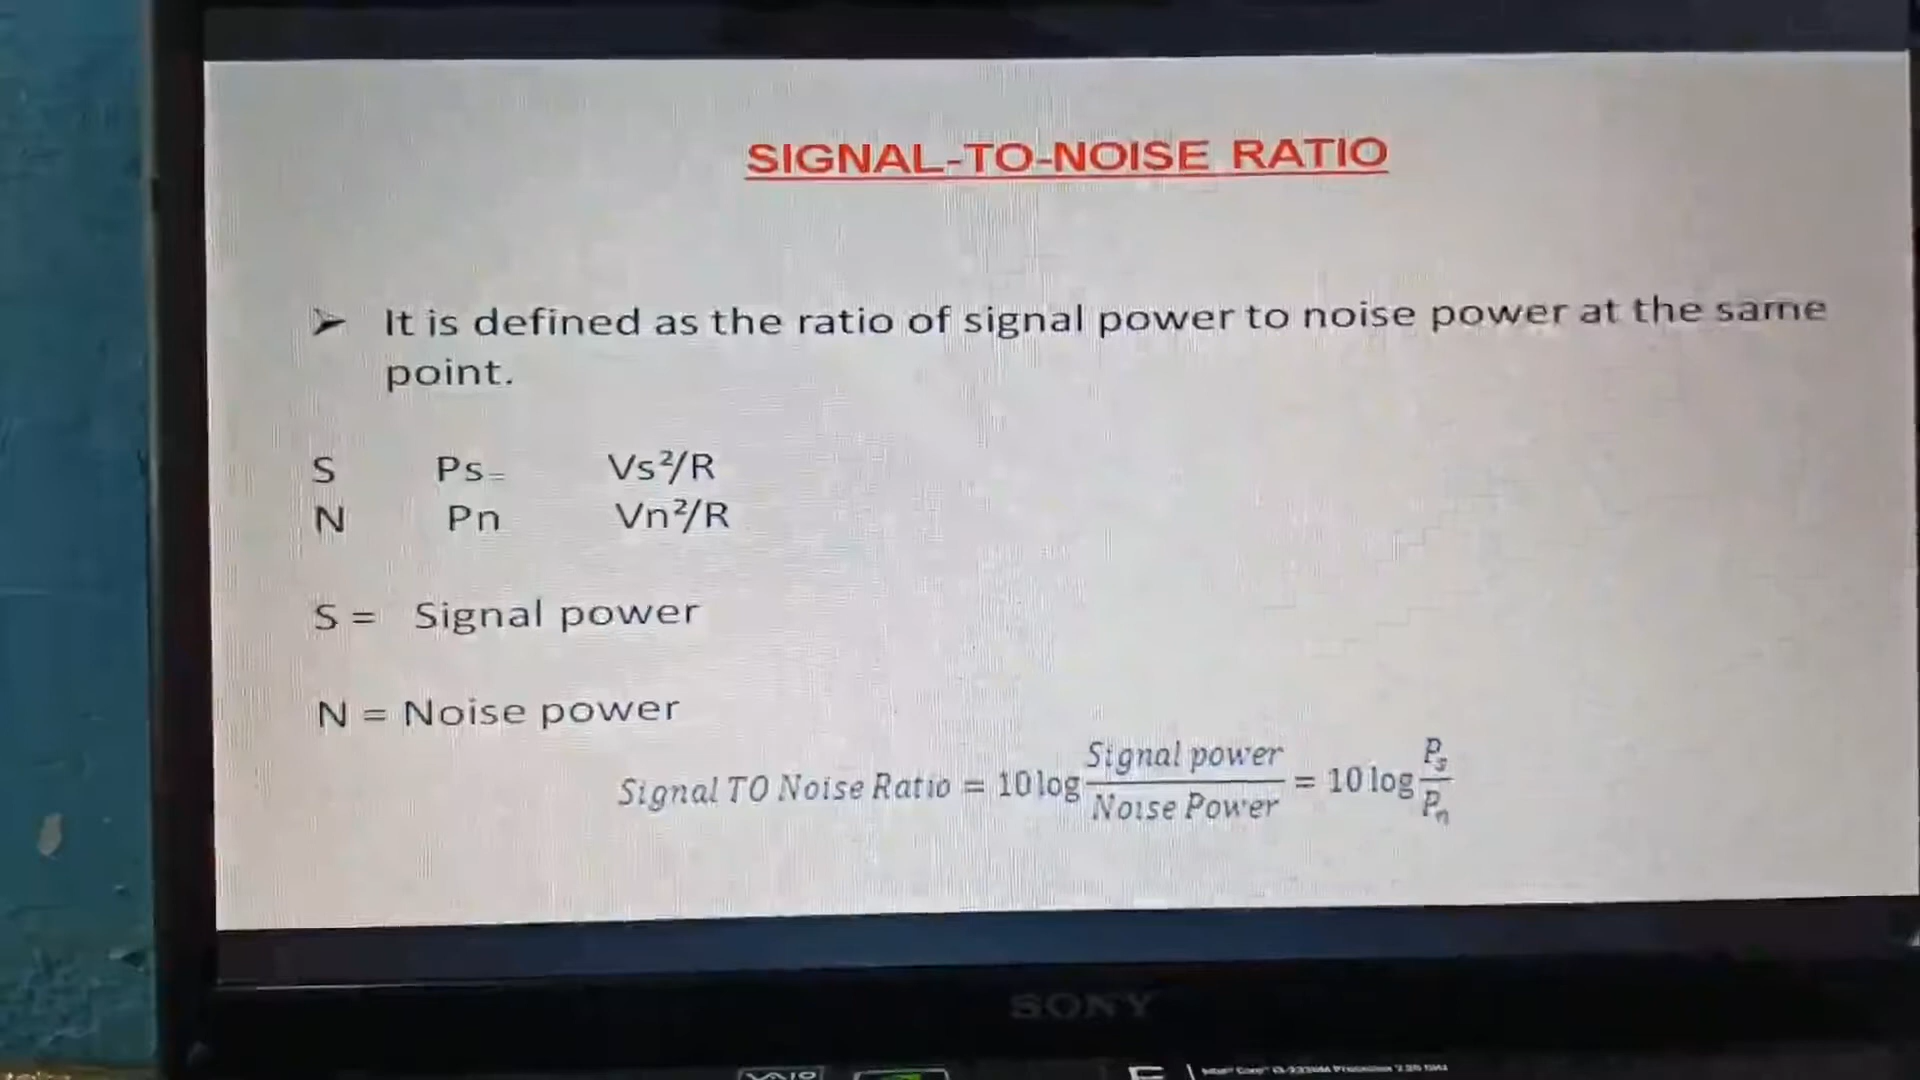 SIGNAL-TO-NOISE RATIO
➢ It is defined as the ratio of signal power to noise power at the same
point.
S Ps= Vs²/R
N Pn Vn²/R
S = Signal power
N = Noise power
Signal TO Noise Ratio = 10 log Signal power / Noise Power = 10 log Ps / Pn
SONY
VAIO